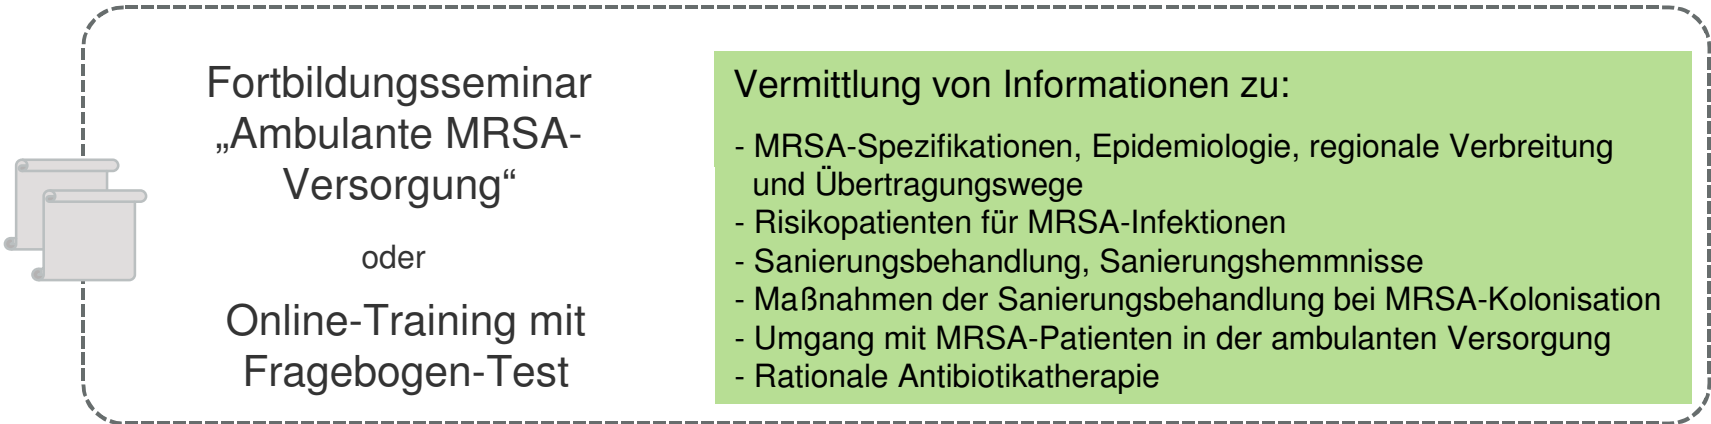 Fortbildungsseminar
„Ambulante MRSA-
Versorgung“
oder
Online-Training mit
Fragebogen-Test
Vermittlung von Informationen zu:
- MRSA-Spezifikationen, Epidemiologie, regionale Verbreitung
und Übertragungswege
- Risikopatienten für MRSA-Infektionen
- Sanierungsbehandlung, Sanierungshemmnisse
- Maßnahmen der Sanierungsbehandlung bei MRSA-Kolonisation
- Umgang mit MRSA-Patienten in der ambulanten Versorgung
- Rationale Antibiotikatherapie